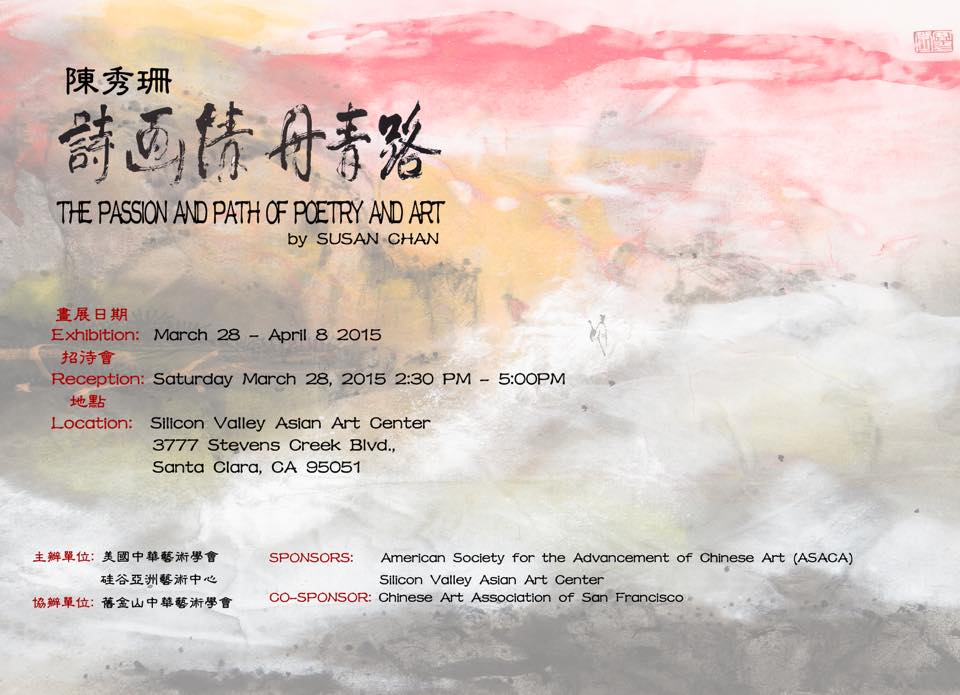 陳秀珊
詩画情 丹青路
THE PASSION AND PATH OF POETRY AND ART
by SUSAN CHAN
畫展日期
Exhibition: March 28 - April 8 2015
招待會
Reception: Saturday March 28, 2015 2:30 PM - 5:00PM
地點
Location: Silicon Valley Asian Art Center
3777 Stevens Creek Blvd.,
Santa Clara, CA 95051
主辦單位: 美國中華藝術學會
硅谷亞洲藝術中心
協辦單位: 舊金山中華藝術學會
SPONSORS: American Society for the Advancement of Chinese Art (ASACA)
Silicon Valley Asian Art Center
CO-SPONSOR: Chinese Art Association of San Francisco